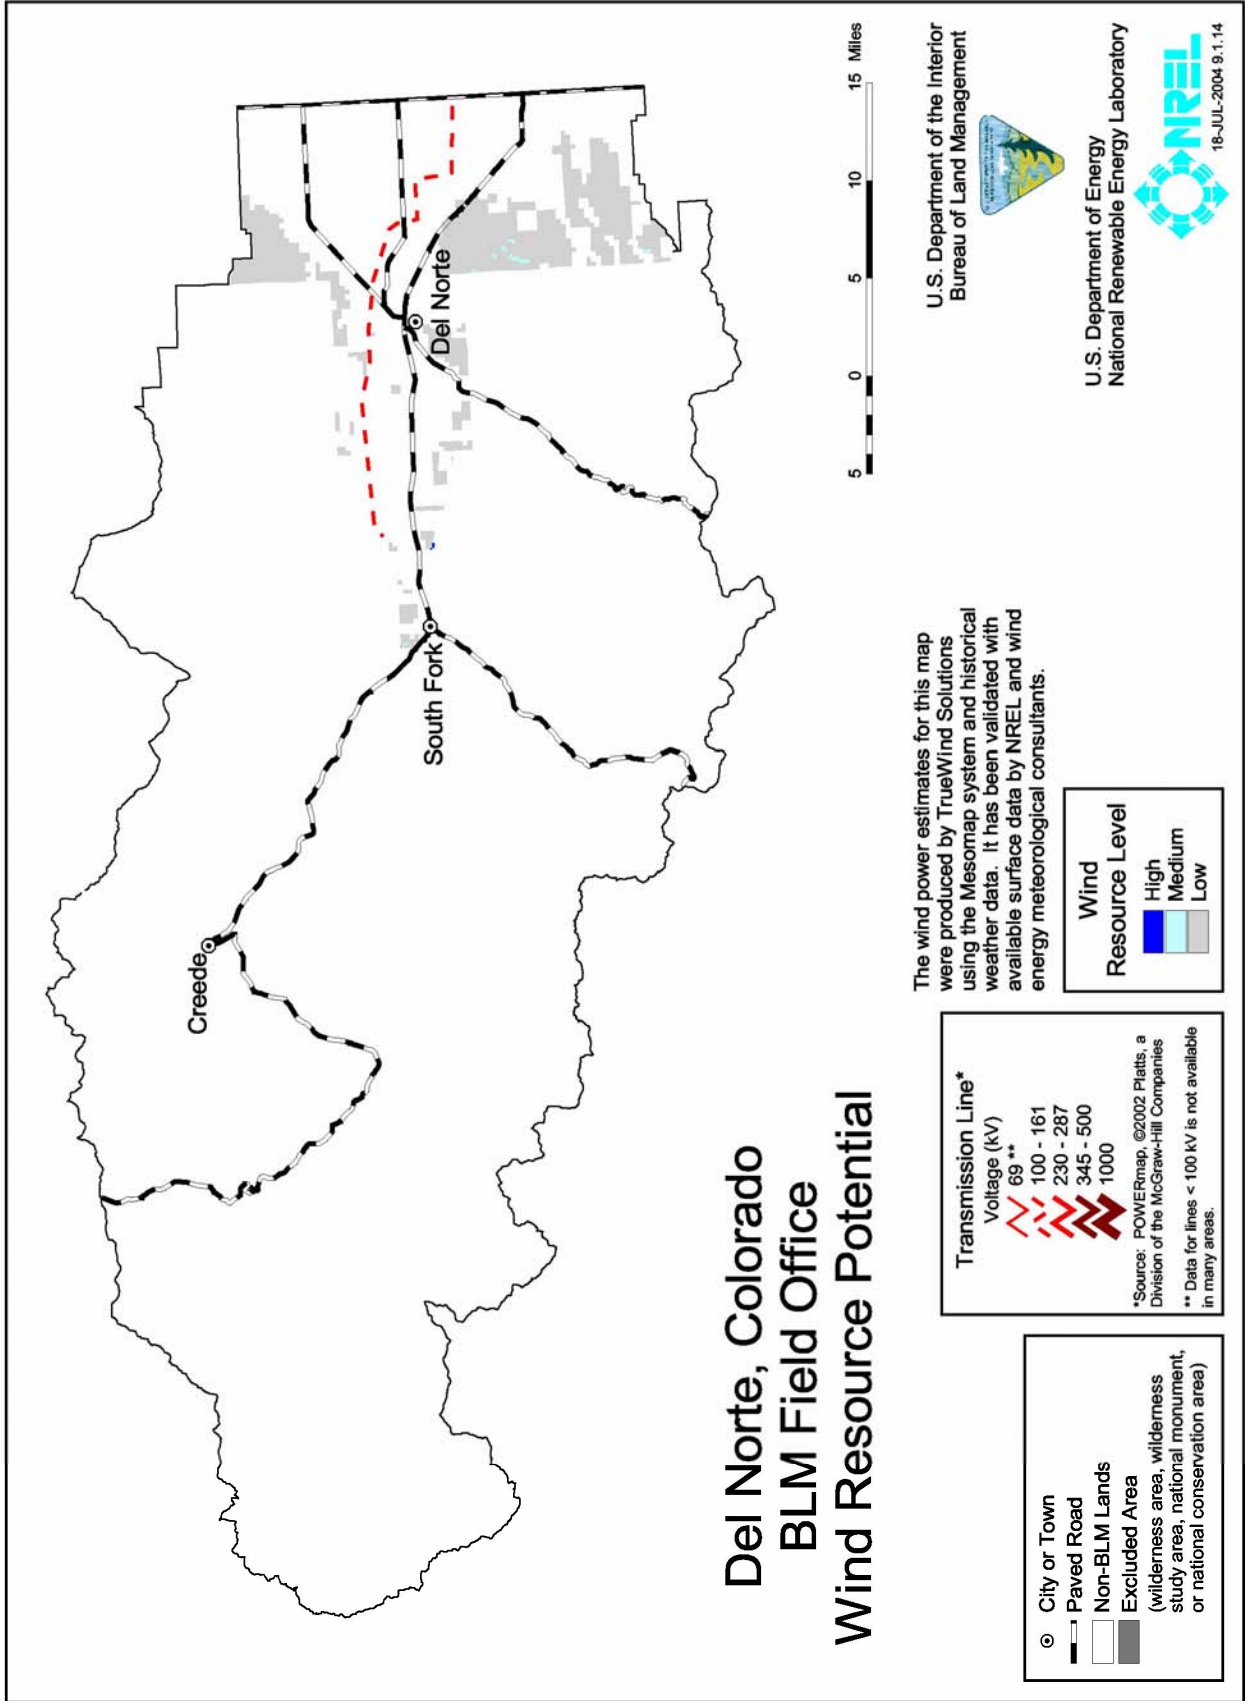 Creede
South Fork
Del Norte
Del Norte, Colorado
BLM Field Office
Wind Resource Potential
5 0 5 10 15 Miles
City or Town
Paved Road
Non-BLM Lands
Excluded Area
(wilderness area, wilderness
study area, national monument,
or national conservation area)
Transmission Line*
Voltage (kV)
69 **
100 - 161
230 - 287
345 - 500
1000
*Source: POWERmap, ©2002 Platts, a
Division of the McGraw-Hill Companies
** Data for lines < 100 kV is not available
in many areas.
The wind power estimates for this map
were produced by TrueWind Solutions
using the Mesomap system and historical
weather data. It has been validated with
available surface data by NREL and wind
energy meteorological consultants.
Wind
Resource Level
High
Medium
Low
U.S. Department of the Interior
Bureau of Land Management
U.S. Department of Energy
National Renewable Energy Laboratory
NREL
18-JUL-2004 9.1.14